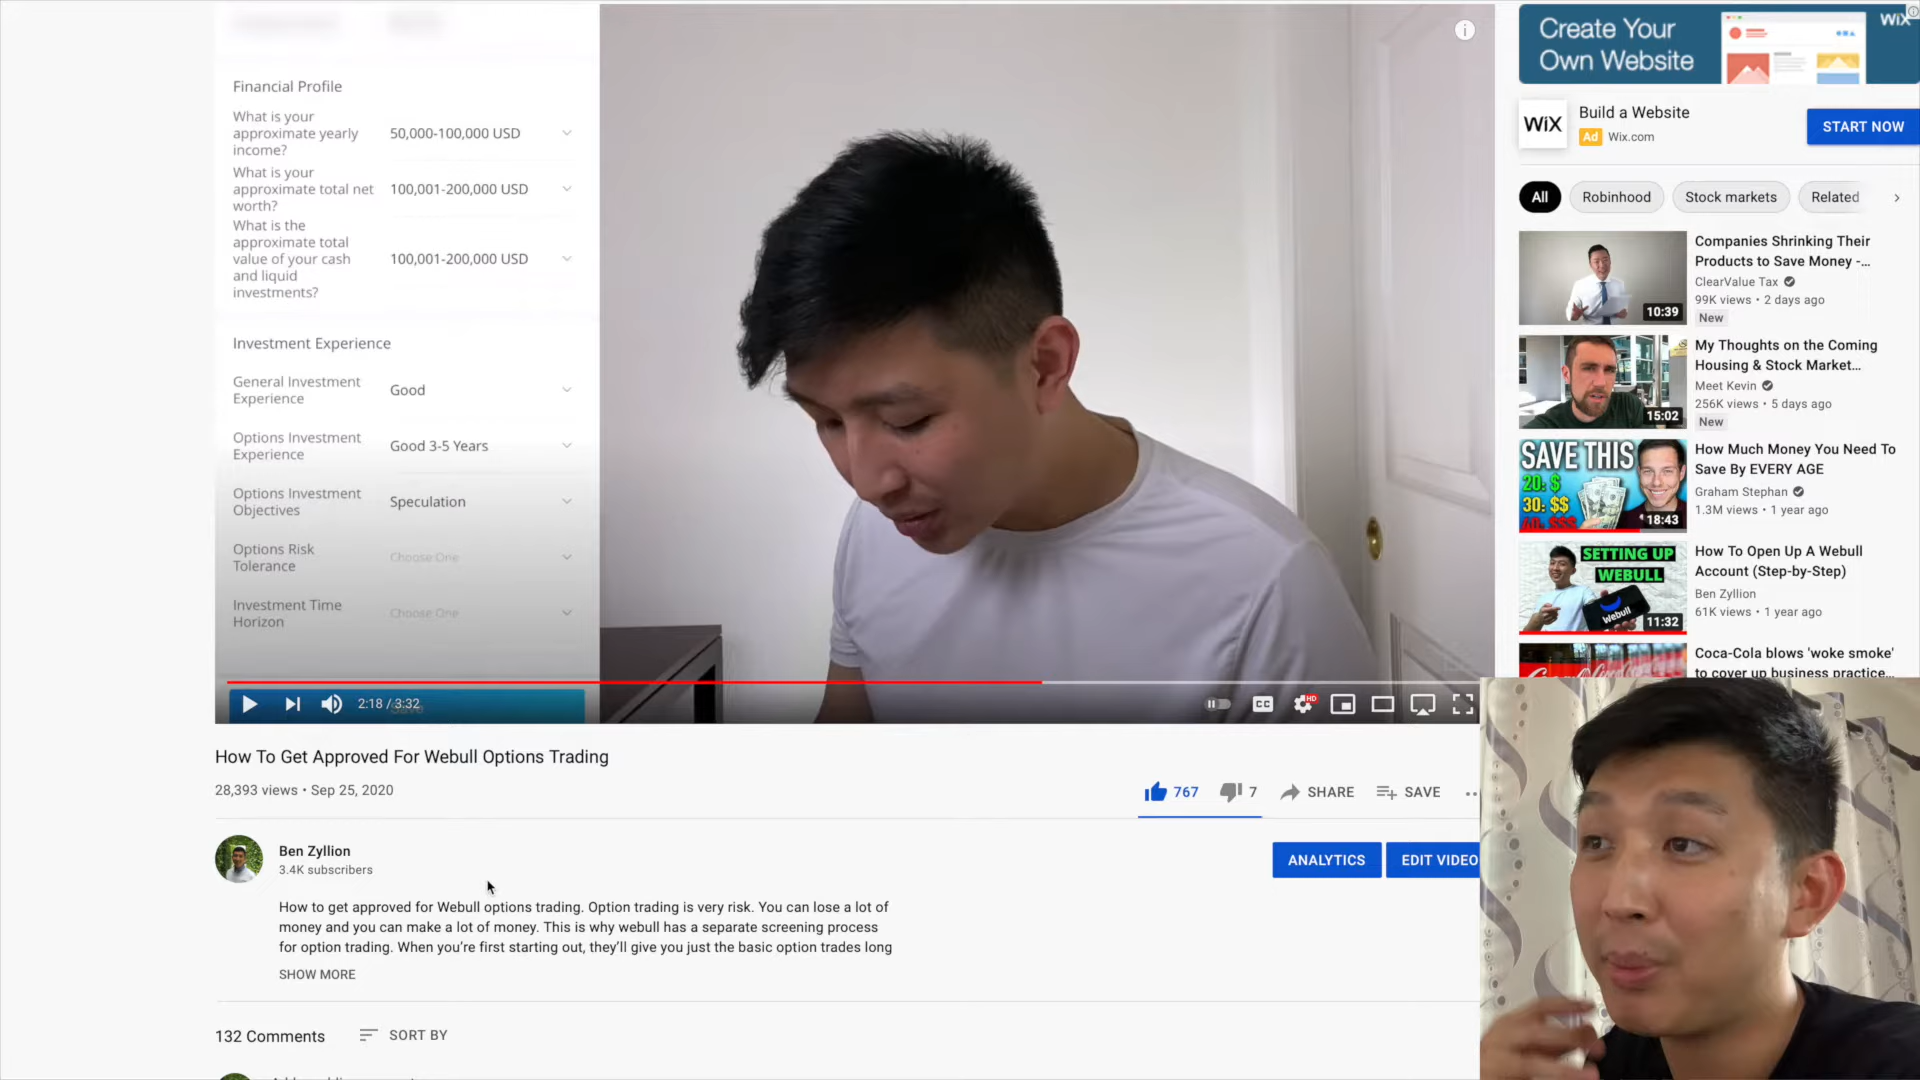 Financial Profile
What is your
approximate yearly
income?
50,000-100,000 USD
What is your
approximate total net
worth?
100,001-200,000 USD
What is the
approximate total
value of your cash
and liquid
investments?
100,001-200,000 USD
Investment Experience
General Investment
Experience
Good
Options Investment
Experience
Good 3-5 Years
Options Investment
Objectives
Speculation
Options Risk
Tolerance
Choose One
Investment Time
Horizon
Choose One
2:18 / 3:32
CC
HD
How To Get Approved For Webull Options Trading
28,393 views • Sep 25, 2020
767
7
SHARE
SAVE
Ben Zyllion
3.4K subscribers
ANALYTICS
EDIT VIDEO
How to get approved for Webull options trading. Option trading is very risk. You can lose a lot of
money and you can make a lot of money. This is why webull has a separate screening process
for option trading. When you're first starting out, they'll give you just the basic option trades long
SHOW MORE
132 Comments
SORT BY
Create Your
Own Website
WiX
WiX
Build a Website
Ad Wix.com
START NOW
All
Robinhood
Stock markets
Related
10:39
Companies Shrinking Their
Products to Save Money -...
ClearValue Tax
99K views • 2 days ago
New
15:02
My Thoughts on the Coming
Housing & Stock Market...
Meet Kevin
256K views • 5 days ago
New
SAVE THIS
20: $
30: $$
40: $$$
18:43
How Much Money You Need To
Save By EVERY AGE
Graham Stephan
1.3M views • 1 year ago
SETTING UP
WEBULL
Webull
11:32
How To Open Up A Webull
Account (Step-by-Step)
Ben Zyllion
61K views • 1 year ago
Coca-Cola blows 'woke smoke'
to cover up business practice...